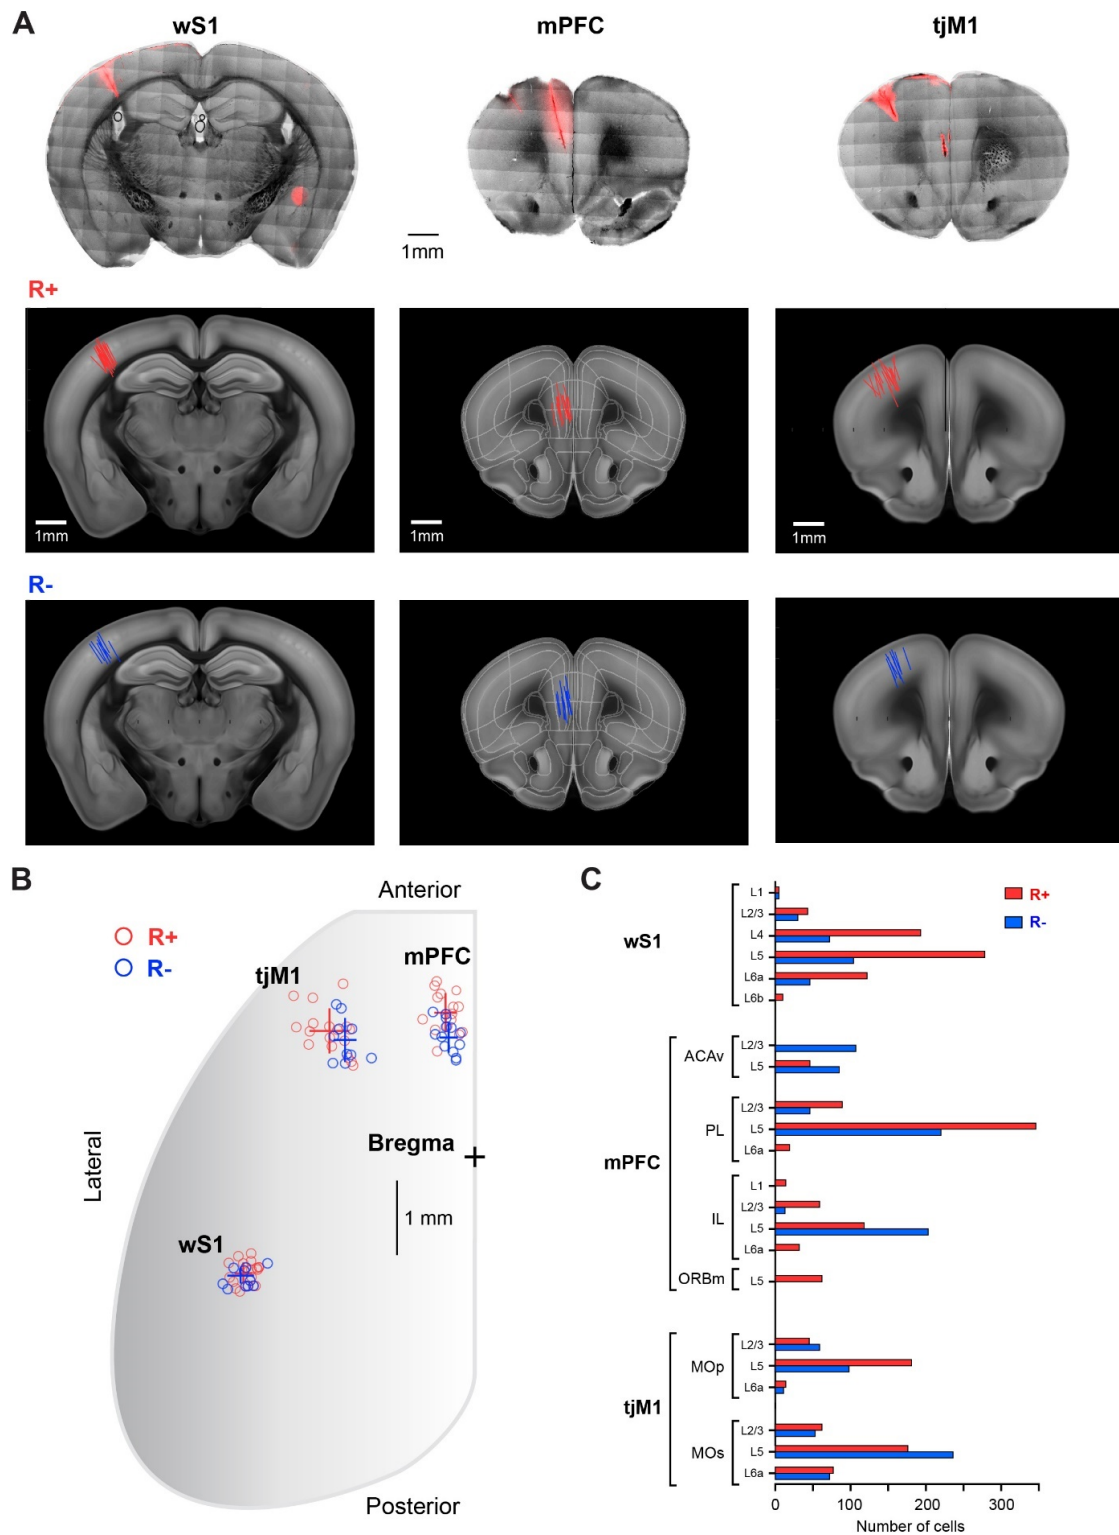 A
wS1
mPFC
tjM1
1mm
R+
1mm
1mm
1mm
R-
B
Anterior
R+
R-
tjM1
mPFC
Lateral
Bregma
1 mm
wS1
Posterior
C
R+
R-
wS1
L1
L2/3
L4
L5
L6a
L6b
mPFC
ACAv
L2/3
L5
PL
L2/3
L5
L6a
IL
L1
L2/3
L5
L6a
ORBm
L5
tjM1
MOp
L2/3
L5
L6a
MOs
L2/3
L5
L6a
0 100 200 300
Number of cells